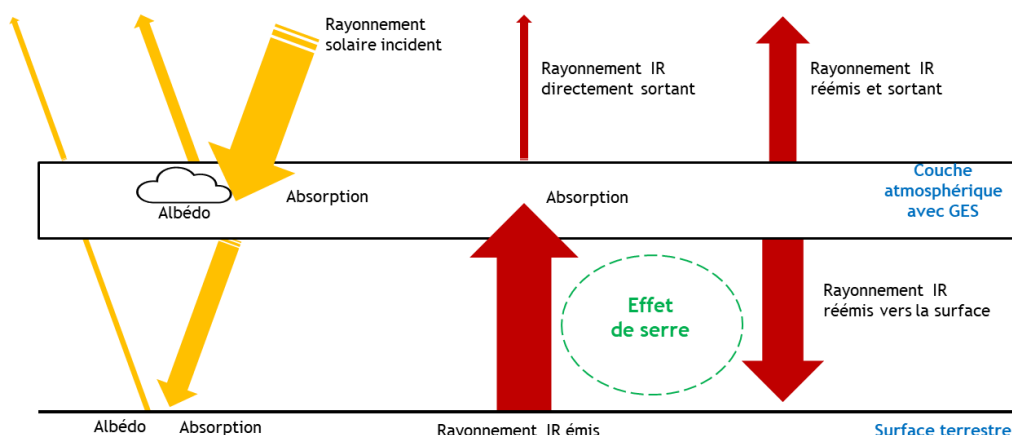 Rayonnement
solaire incident
Rayonnement IR
directement sortant
Rayonnement IR
réémis et sortant
Albédo
Absorption
Absorption
Couche
atmosphérique
avec GES
Effet
de serre
Rayonnement IR
réémis vers la surface
Albédo
Absorption
Rayonnement IR émis
Surface terrestre